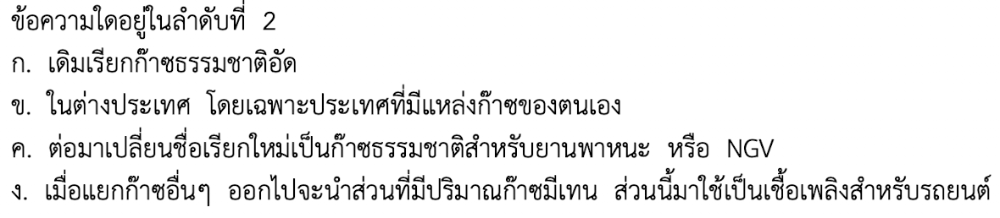 ข้อความใดอยู่ในลำดับที่ 2
ก. เดิมเรียกก๊าซธรรมชาติอัด
ข. ในต่างประเทศ โดยเฉพาะประเทศที่มีแหล่งก๊าซของตนเอง
ค. ต่อมาเปลี่ยนชื่อเรียกใหม่เป็นก๊าซธรรมชาติสำหรับยานพาหนะ หรือ NGV
ง. เมื่อแยกก๊าซอื่นๆ ออกไปจะนำส่วนที่มีปริมาณก๊าซมีเทน ส่วนนี้มาใช้เป็นเชื้อเพลิงสำหรับรถยนต์